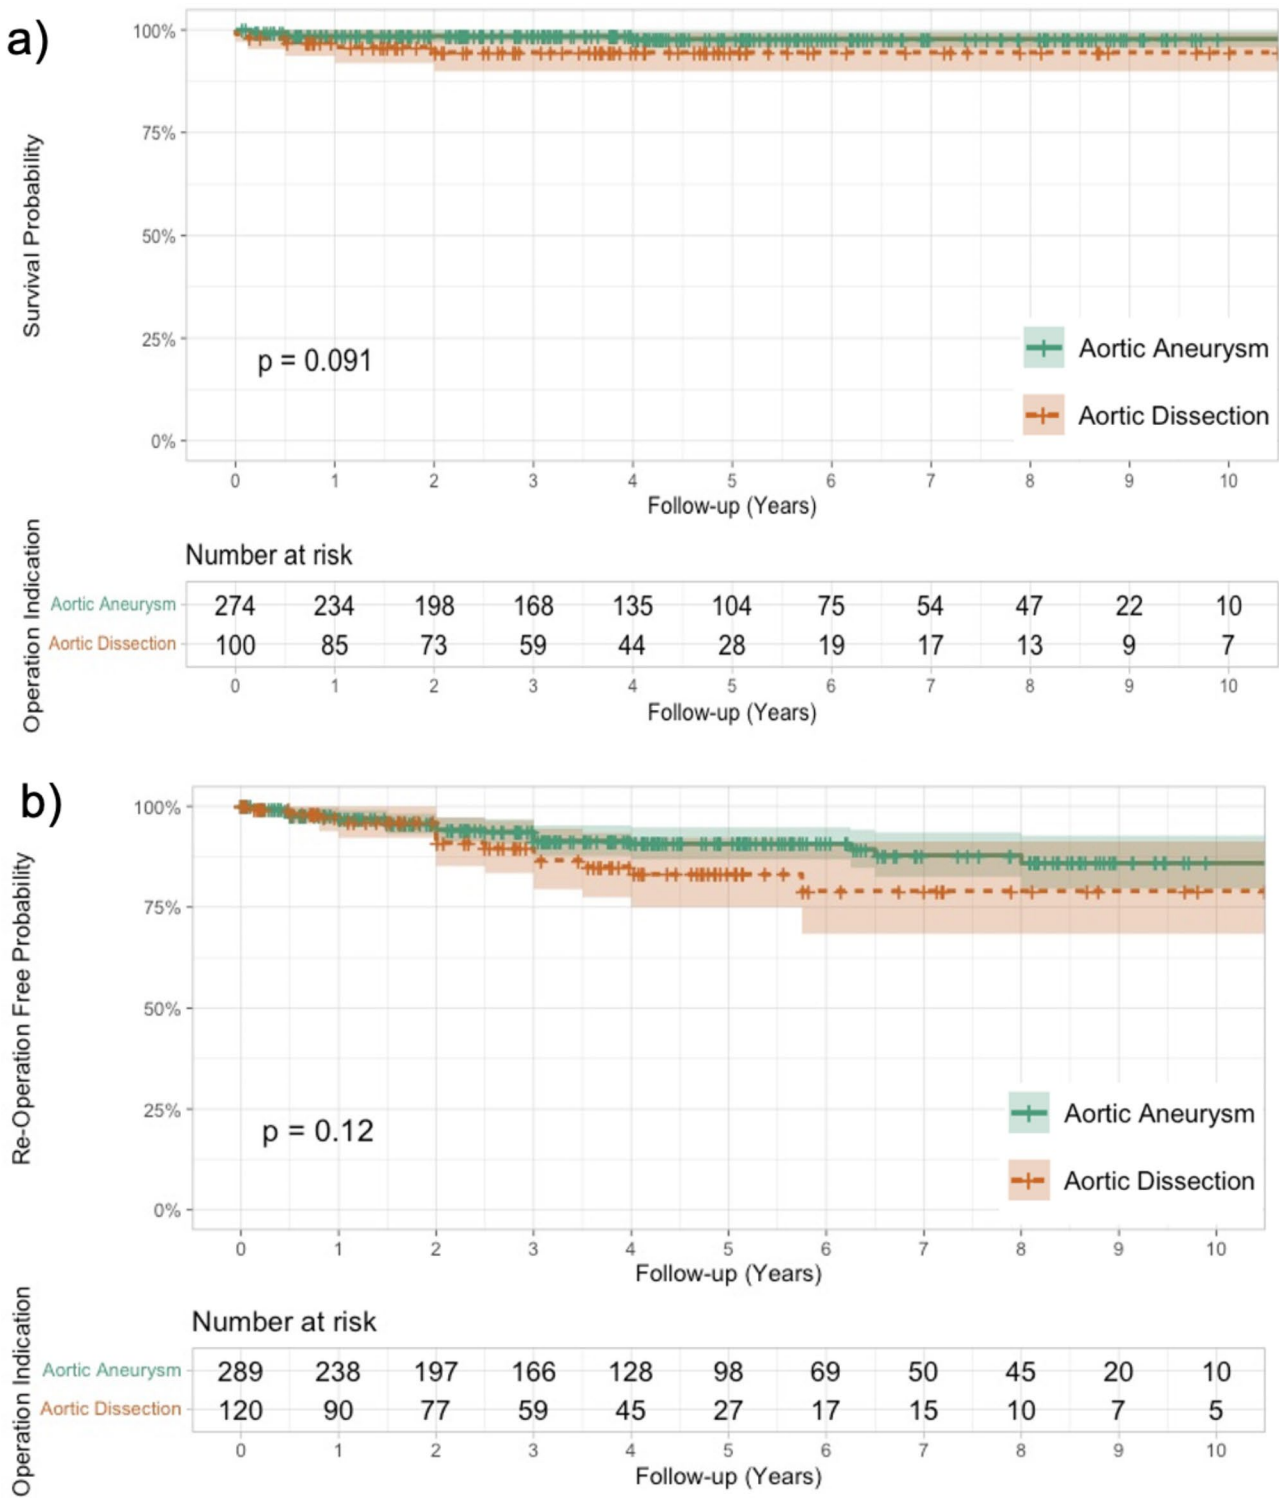 a)
Survival Probability
100%
75%
50%
25%
0%
p = 0.091
Aortic Aneurysm
Aortic Dissection
0 1 2 3 4 5 6 7 8 9 10
Follow-up (Years)
Number at risk
Operation Indication
Aortic Aneurysm 274 234 198 168 135 104 75 54 47 22 10
Aortic Dissection 100 85 73 59 44 28 19 17 13 9 7
0 1 2 3 4 5 6 7 8 9 10
Follow-up (Years)
b)
Re-Operation Free Probability
100%
75%
50%
25%
0%
p = 0.12
Aortic Aneurysm
Aortic Dissection
0 1 2 3 4 5 6 7 8 9 10
Follow-up (Years)
Number at risk
Operation Indication
Aortic Aneurysm 289 238 197 166 128 98 69 50 45 20 10
Aortic Dissection 120 90 77 59 45 27 17 15 10 7 5
0 1 2 3 4 5 6 7 8 9 10
Follow-up (Years)